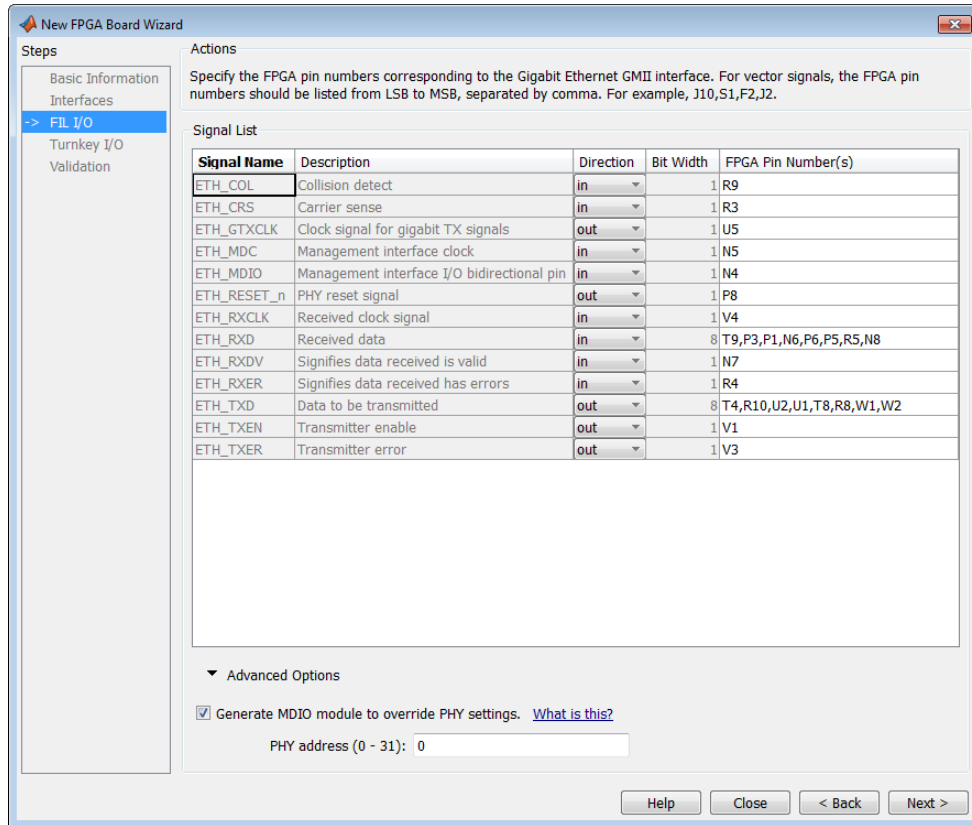 New FPGA Board Wizard
Steps
Basic Information
Interfaces
-> FIL I/O
Turnkey I/O
Validation
Actions
Specify the FPGA pin numbers corresponding to the Gigabit Ethernet GMII interface. For vector signals, the FPGA pin
numbers should be listed from LSB to MSB, separated by comma. For example, J10,S1,F2,J2.
Signal List
Signal Name Description Direction Bit Width FPGA Pin Number(s)
ETH_COL Collision detect in 1 R9
ETH_CRS Carrier sense in 1 R3
ETH_GTXCLK Clock signal for gigabit TX signals out 1 U5
ETH_MDC Management interface clock in 1 N5
ETH_MDIO Management interface I/O bidirectional pin in 1 N4
ETH_RESET_n PHY reset signal out 1 P8
ETH_RXCLK Received clock signal in 1 V4
ETH_RXD Received data in 8 T9,P3,P1,N6,P6,P5,R5,N8
ETH_RXDV Signifies data received is valid in 1 N7
ETH_RXER Signifies data received has errors in 1 R4
ETH_TXD Data to be transmitted out 8 T4,R10,U2,U1,T8,R8,W1,W2
ETH_TXEN Transmitter enable out 1 V1
ETH_TXER Transmitter error out 1 V3
Advanced Options
Generate MDIO module to override PHY settings. What is this?
PHY address (0 - 31): 0
Help Close < Back Next >